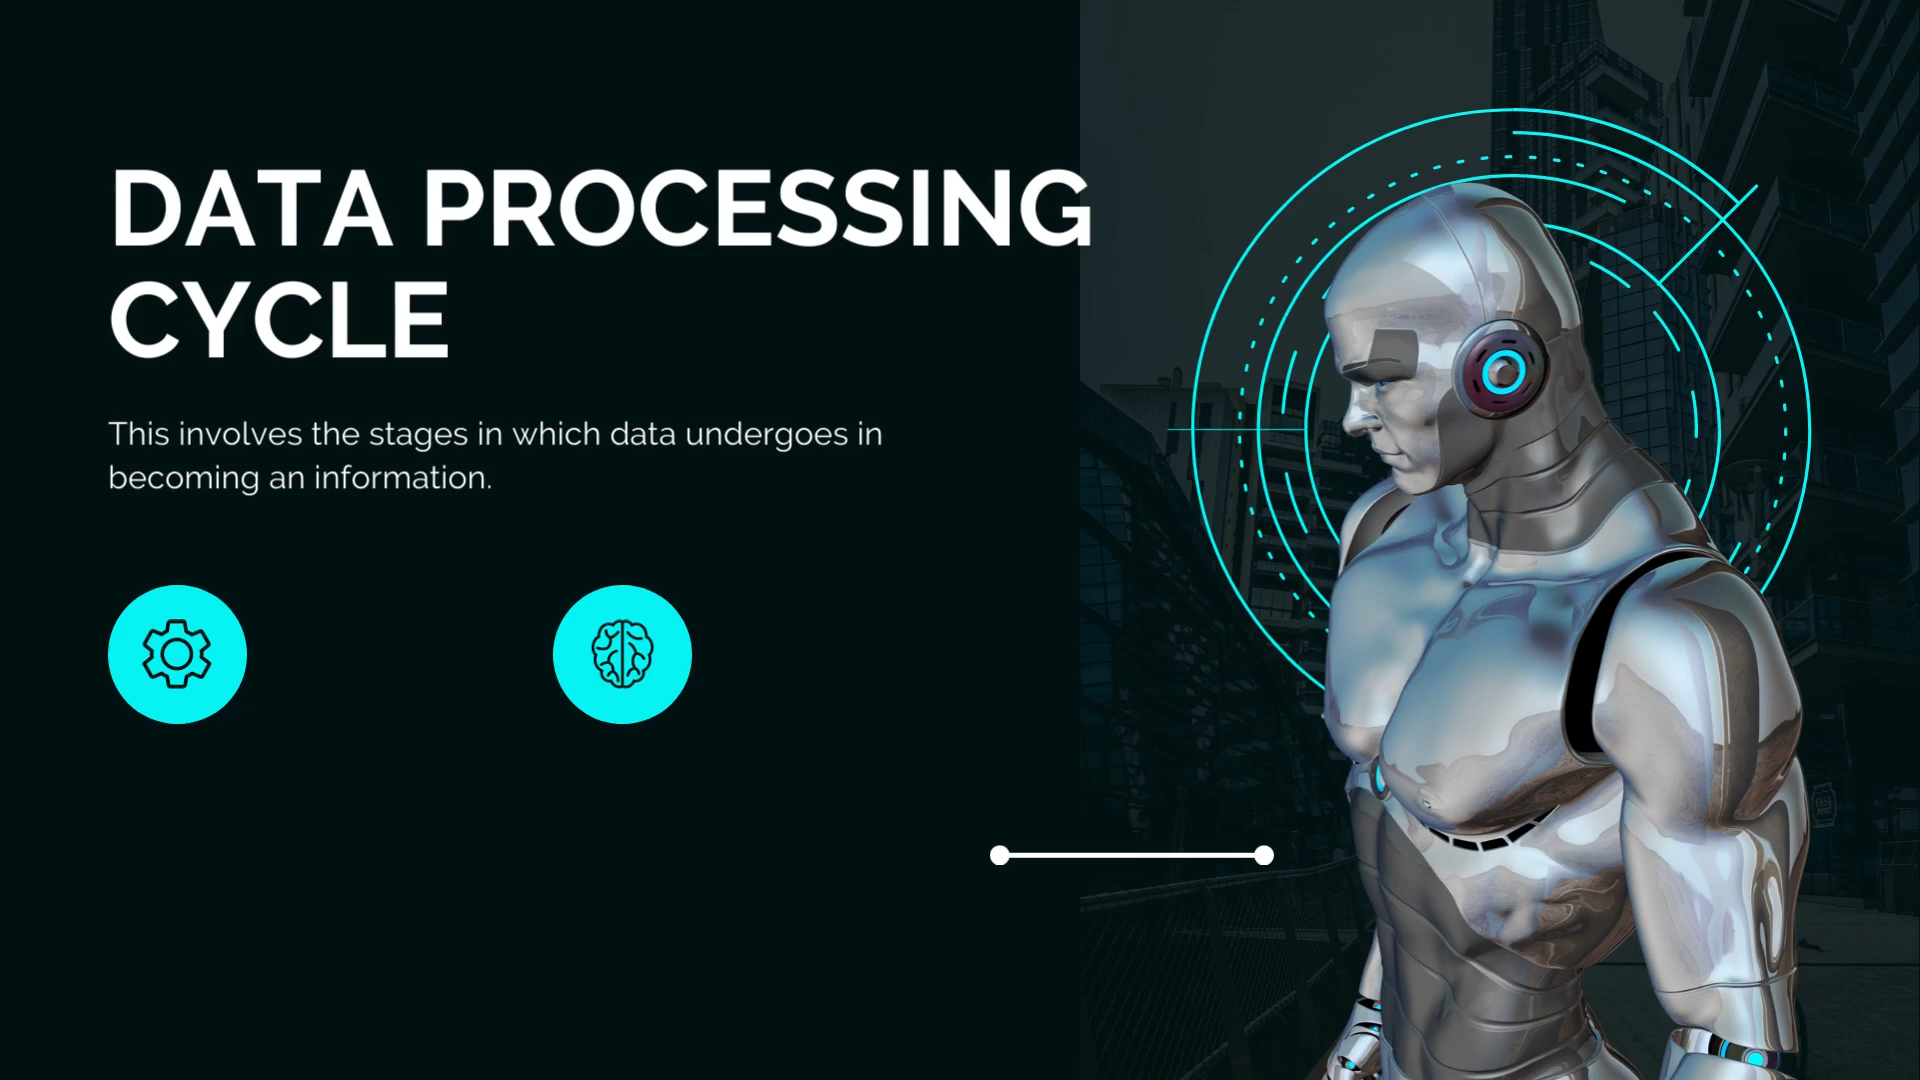 DATA PROCESSING
CYCLE
This involves the stages in which data undergoes in
becoming an information.